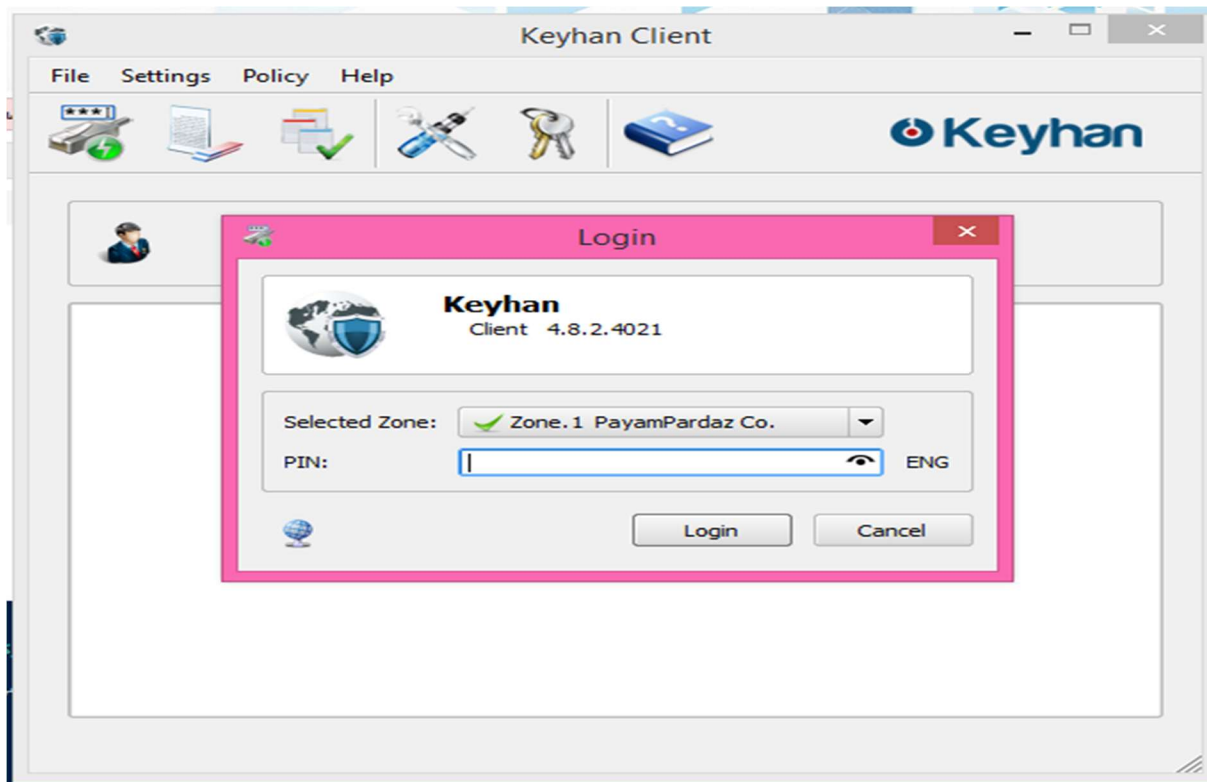 Keyhan Client
File Settings Policy Help
***
Keyhan
Login
Keyhan
Client 4.8.2.4021
Selected Zone: Zone.1 PayamPardaz Co.
PIN: ENG
Login Cancel